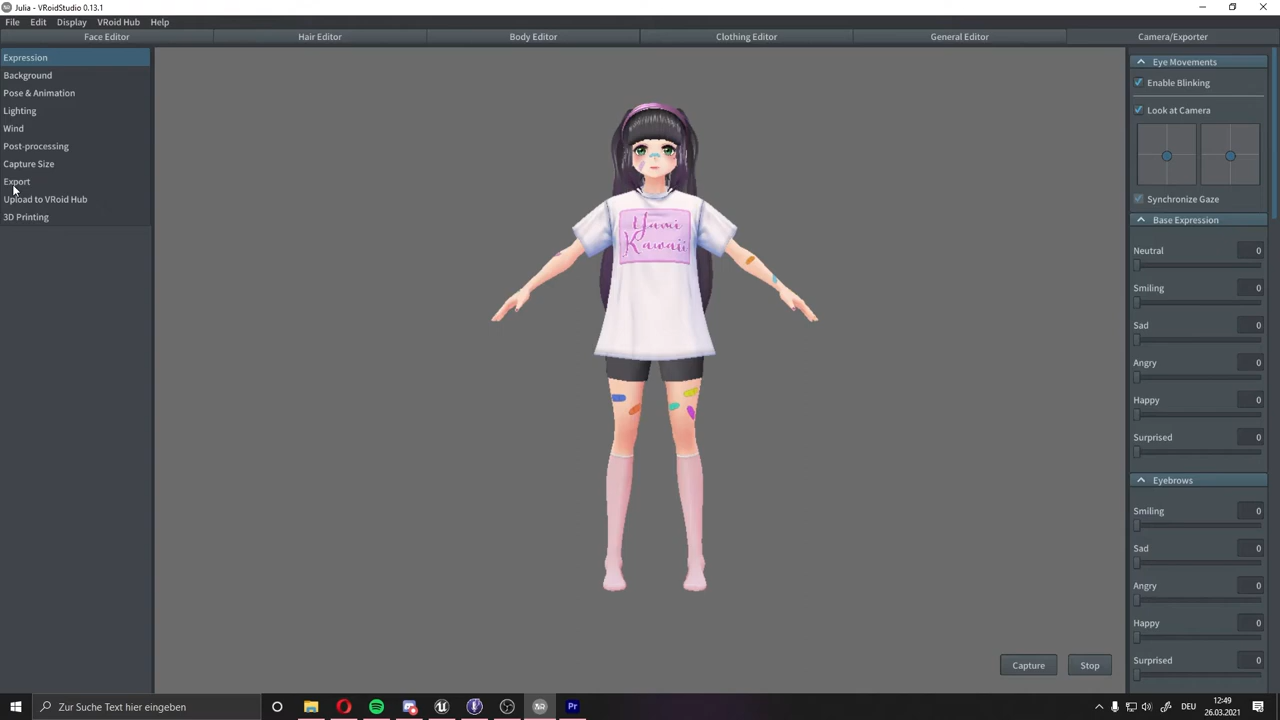 Julia - VRoidStudio 0.13.1
File Edit Display VRoid Hub Help
Face Editor Hair Editor Body Editor Clothing Editor General Editor Camera/Exporter
Expression
Background
Pose & Animation
Lighting
Wind
Post-processing
Capture Size
Export
Upload to VRoid Hub
3D Printing
Yami
Kawaii
Eye Movements
Enable Blinking
Look at Camera
Synchronize Gaze
Base Expression
Neutral 0
Smiling 0
Sad 0
Angry 0
Happy 0
Surprised 0
Eyebrows
Smiling 0
Sad 0
Angry 0
Happy 0
Surprised 0
Capture Stop
Zur Suche Text hier eingeben
Pr
DEU
12:49
26.03.2021